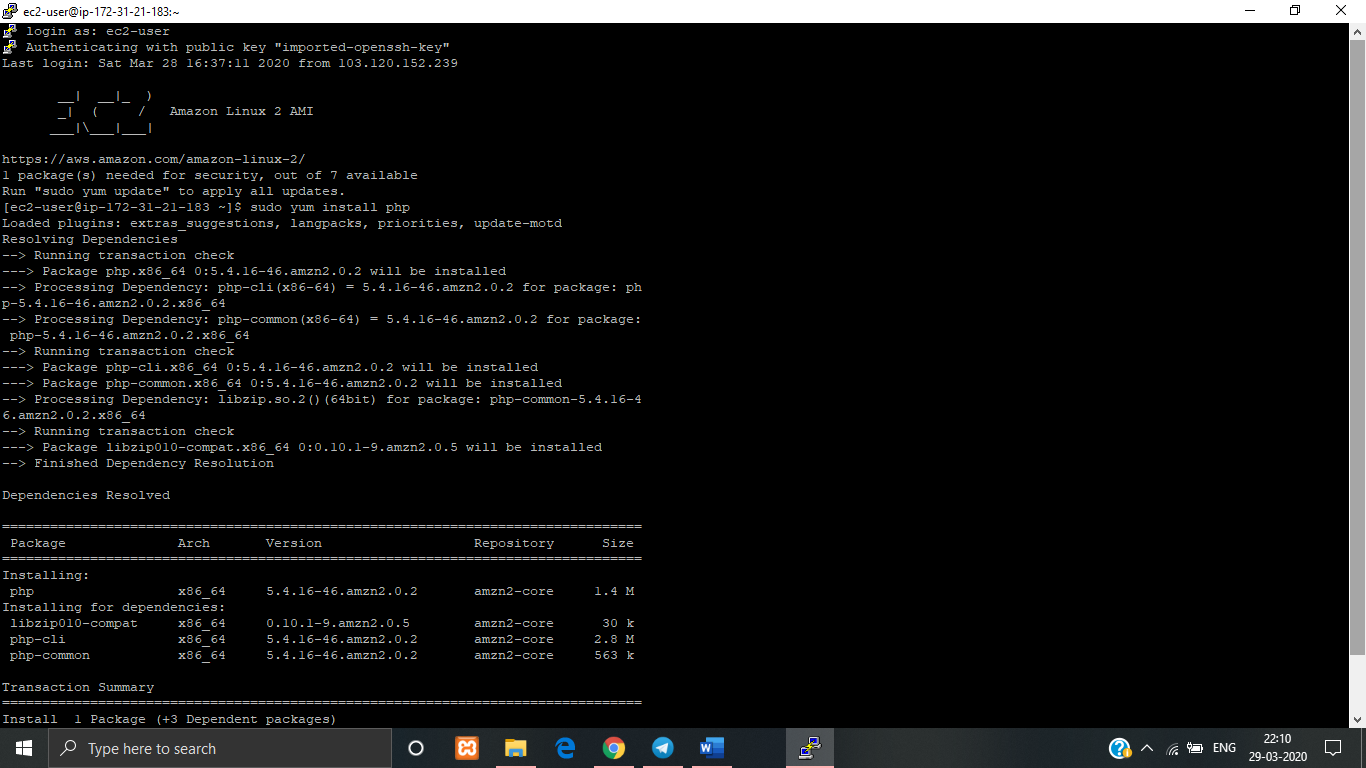 ec2-user@ip-172-31-21-183:~
login as: ec2-user
Authenticating with public key "imported-openssh-key"
Last login: Sat Mar 28 16:37:11 2020 from 103.120.152.239
       __|  __|_  )
       _|  (     /   Amazon Linux 2 AMI
      ___|\___|___|
https://aws.amazon.com/amazon-linux-2/
1 package(s) needed for security, out of 7 available
Run "sudo yum update" to apply all updates.
[ec2-user@ip-172-31-21-183 ~]$ sudo yum install php
Loaded plugins: extras_suggestions, langpacks, priorities, update-motd
Resolving Dependencies
--> Running transaction check
---> Package php.x86_64 0:5.4.16-46.amzn2.0.2 will be installed
--> Processing Dependency: php-cli(x86-64) = 5.4.16-46.amzn2.0.2 for package: ph
p-5.4.16-46.amzn2.0.2.x86_64
--> Processing Dependency: php-common(x86-64) = 5.4.16-46.amzn2.0.2 for package:
 php-5.4.16-46.amzn2.0.2.x86_64
--> Running transaction check
---> Package php-cli.x86_64 0:5.4.16-46.amzn2.0.2 will be installed
---> Package php-common.x86_64 0:5.4.16-46.amzn2.0.2 will be installed
--> Processing Dependency: libzip.so.2()(64bit) for package: php-common-5.4.16-4
6.amzn2.0.2.x86_64
--> Running transaction check
---> Package libzip010-compat.x86_64 0:0.10.1-9.amzn2.0.5 will be installed
--> Finished Dependency Resolution
Dependencies Resolved
================================================================================
 Package              Arch       Version                   Repository      Size
================================================================================
Installing:
 php                  x86_64     5.4.16-46.amzn2.0.2       amzn2-core     1.4 M
Installing for dependencies:
 libzip010-compat     x86_64     0.10.1-9.amzn2.0.5        amzn2-core      30 k
 php-cli              x86_64     5.4.16-46.amzn2.0.2       amzn2-core     2.8 M
 php-common           x86_64     5.4.16-46.amzn2.0.2       amzn2-core     563 k
Transaction Summary
================================================================================
Install  1 Package (+3 Dependent packages)
Type here to search
ENG
22:10
29-03-2020